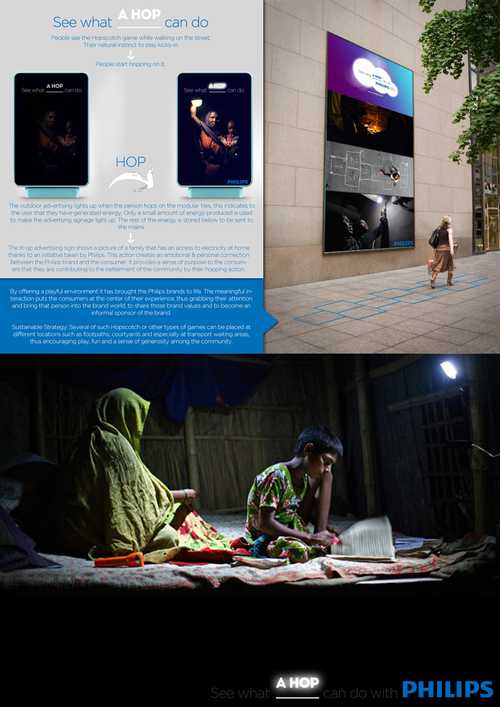 See what A HOP can do
People see the Hopscotch game while walking on the street.
Their natural instinct to play kicks-in.
People start hopping on it.
See what A HOP can do
See what A HOP can do
HOP
PHILIPS
The outdoor advertising lights up when the person hops on the modular tiles, this indicates to
the user that they have generated energy. Only a small amount of energy produced is used
to make the advertising signage light up. The rest of the energy is stored below to be sent to
the mains.
The lit-up advertising sign shows a picture of a family that has an access to electricity at home
thanks to an initiative taken by Philips. This action creates an emotional & personal connection
between the Philips brand and the consumer. It provides a sense of purpose to the consum-
ers that they are contributing to the betterment of the community by their hopping action.
By offering a playful environment it has brought the Philips brands to life. The meaningful in-
teraction puts the consumers at the center of their experience, thus grabbing their attention
and bring that person into the brand world, to share those brand values and to become an
informal sponsor of the brand.
Sustainable Strategy: Several of such Hopscotch or other types of games can be placed at
different locations such as footpaths, courtyards and especially at transport waiting areas,
thus encouraging play, fun and a sense of generosity among the community.
See what A HOP can do with PHILIPS